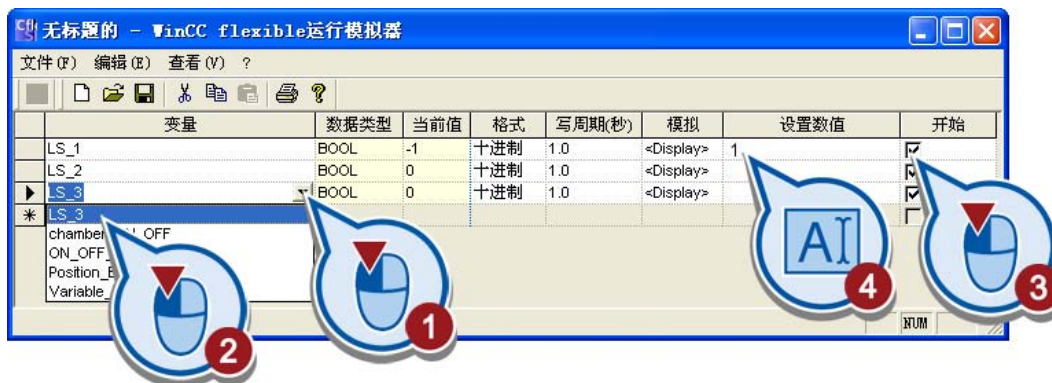 无标题的 - WinCC flexible运行模拟器
文件(F) 编辑(E) 查看(V) ?
变量 数据类型 当前值 格式 写周期(秒) 模拟 设置数值 开始
LS_1 BOOL -1 十进制 1.0 <Display> 1
LS_2 BOOL 0 十进制 1.0 <Display>
LS_3 BOOL 0 十进制 1.0 <Display>
LS_3
OFF
ON_OFF
AI
4
3
1
2
NUM